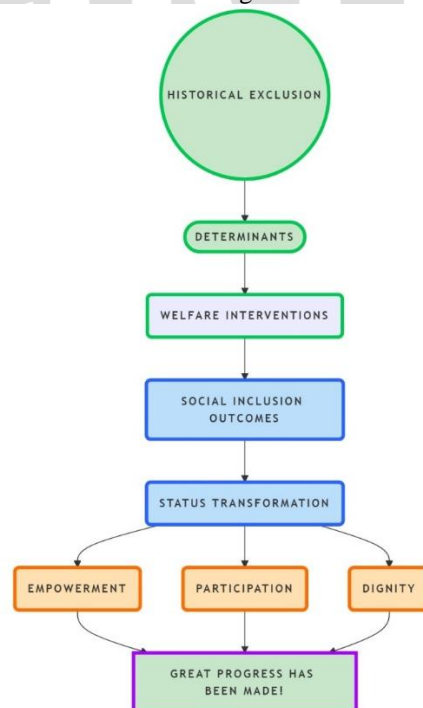 HISTORICAL EXCLUSION
DETERMINANTS
WELFARE INTERVENTIONS
SOCIAL INCLUSION
OUTCOMES
STATUS TRANSFORMATION
EMPOWERMENT
PARTICIPATION
DIGNITY
GREAT PROGRESS HAS
BEEN MADE!